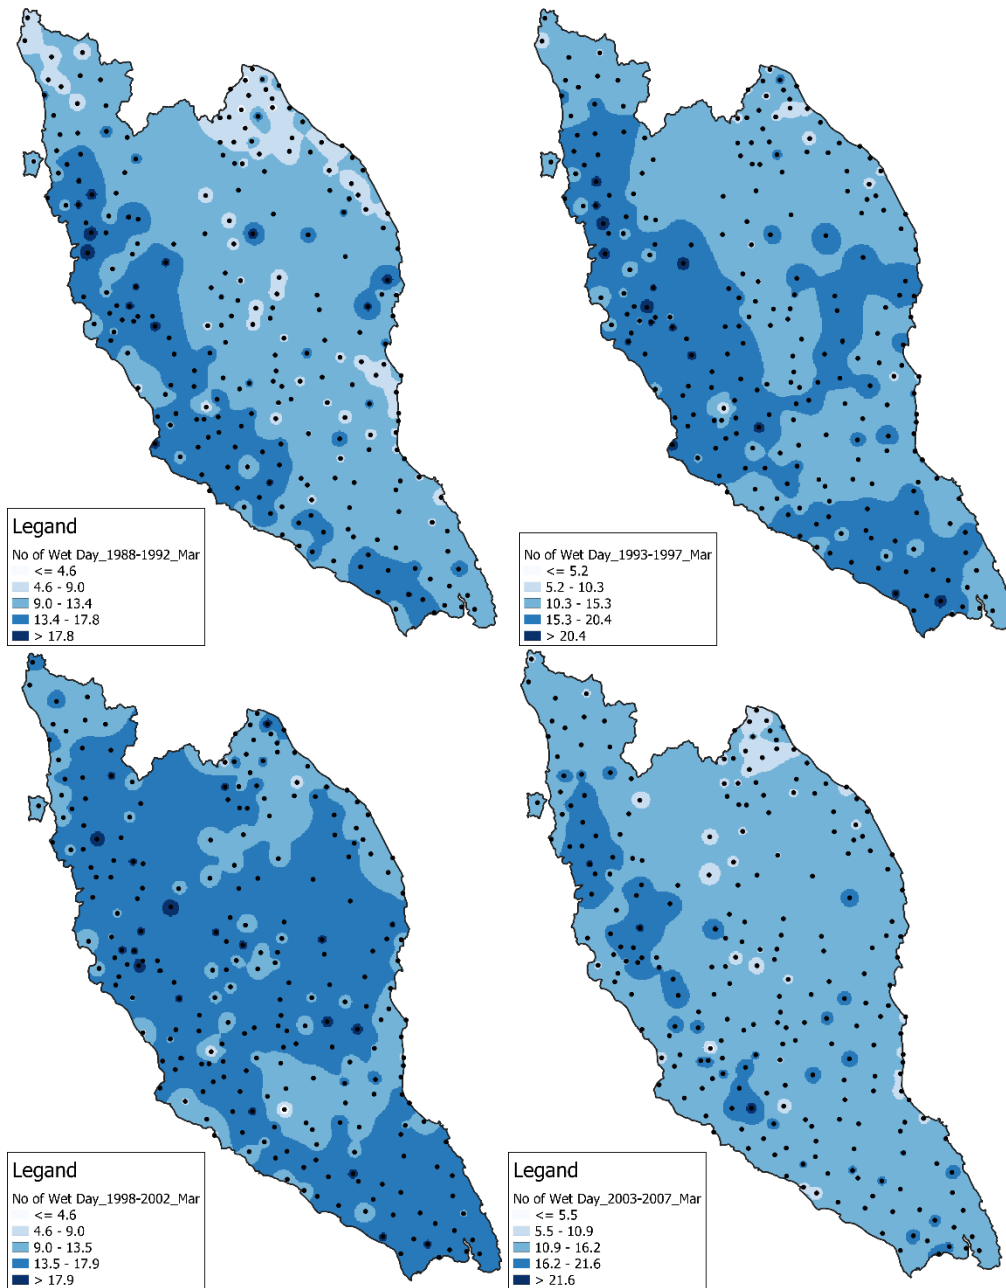 Legand
No of Wet Day_1988-1992_Mar
<= 4.6
4.6 - 9.0
9.0 - 13.4
13.4 - 17.8
> 17.8
Legand
No of Wet Day_1993-1997_Mar
<= 5.2
5.2 - 10.3
10.3 - 15.3
15.3 - 20.4
> 20.4
Legand
No of Wet Day_1998-2002_Mar
<= 4.6
4.6 - 9.0
9.0 - 13.5
13.5 - 17.9
> 17.9
Legand
No of Wet Day_2003-2007_Mar
<= 5.5
5.5 - 10.9
10.9 - 16.2
16.2 - 21.6
> 21.6